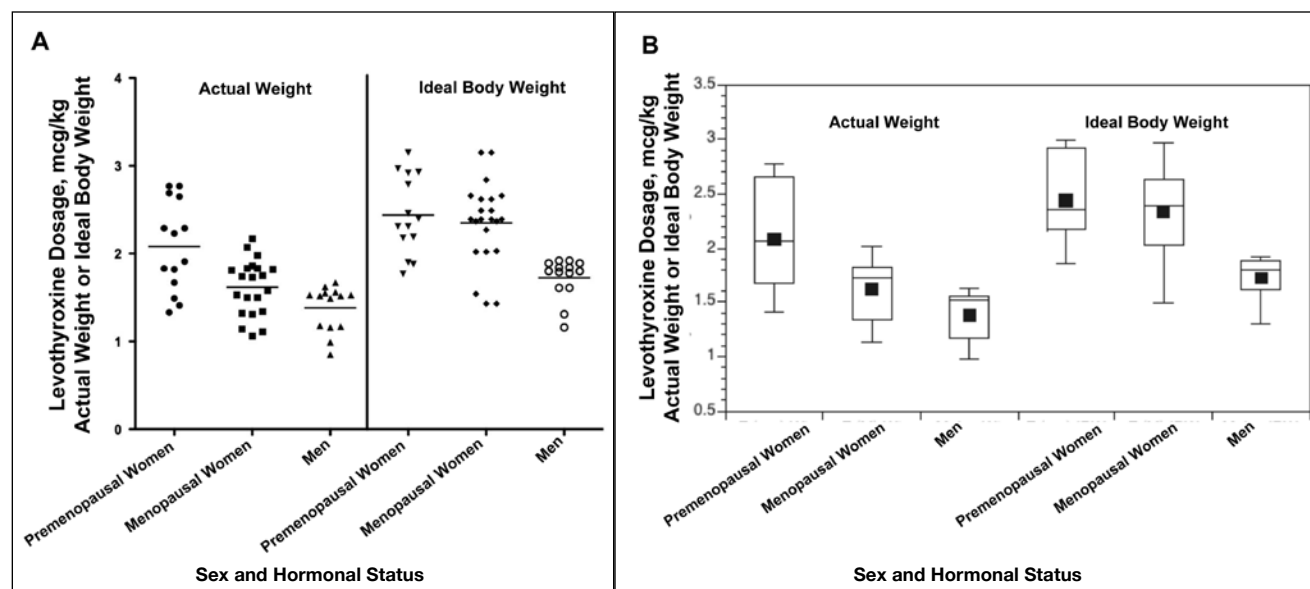 A
Levothyroxine Dosage, mcg/kg
Actual Weight or Ideal Body Weight
4
3
2
1
0
Actual Weight
Ideal Body Weight
Premenopausal Women
Menopausal Women
Men
Premenopausal Women
Menopausal Women
Men
Sex and Hormonal Status
B
Levothyroxine Dosage, mcg/kg
Actual Weight or Ideal Body Weight
3.5
3
2.5
2
1.5
1
0.5
Actual Weight
Ideal Body Weight
Premenopausal Women
Menopausal Women
Men
Premenopausal Women
Menopausal Women
Men
Sex and Hormonal Status